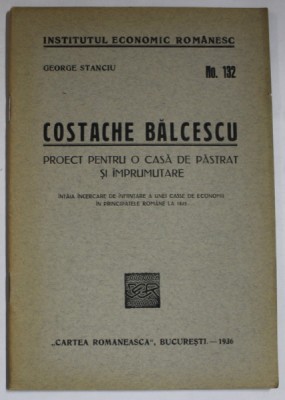 INSTITUTUL ECONOMIC ROMÂNESC
GEORGE STANCIU No. 132
COSTACHE BĂLCESCU
PROECT PENTRU O CASĂ DE PĂSTRAT
ȘI ÎMPRUMUTARE
ÎNTÂIA ÎNCERCARE DE ÎNFIINȚARE A UNEI CASE DE ECONOMII
ÎN PRINCIPATELE ROMÂNE LA
„CARTEA ROMANEASCA", BUCUREȘTI. — 1936